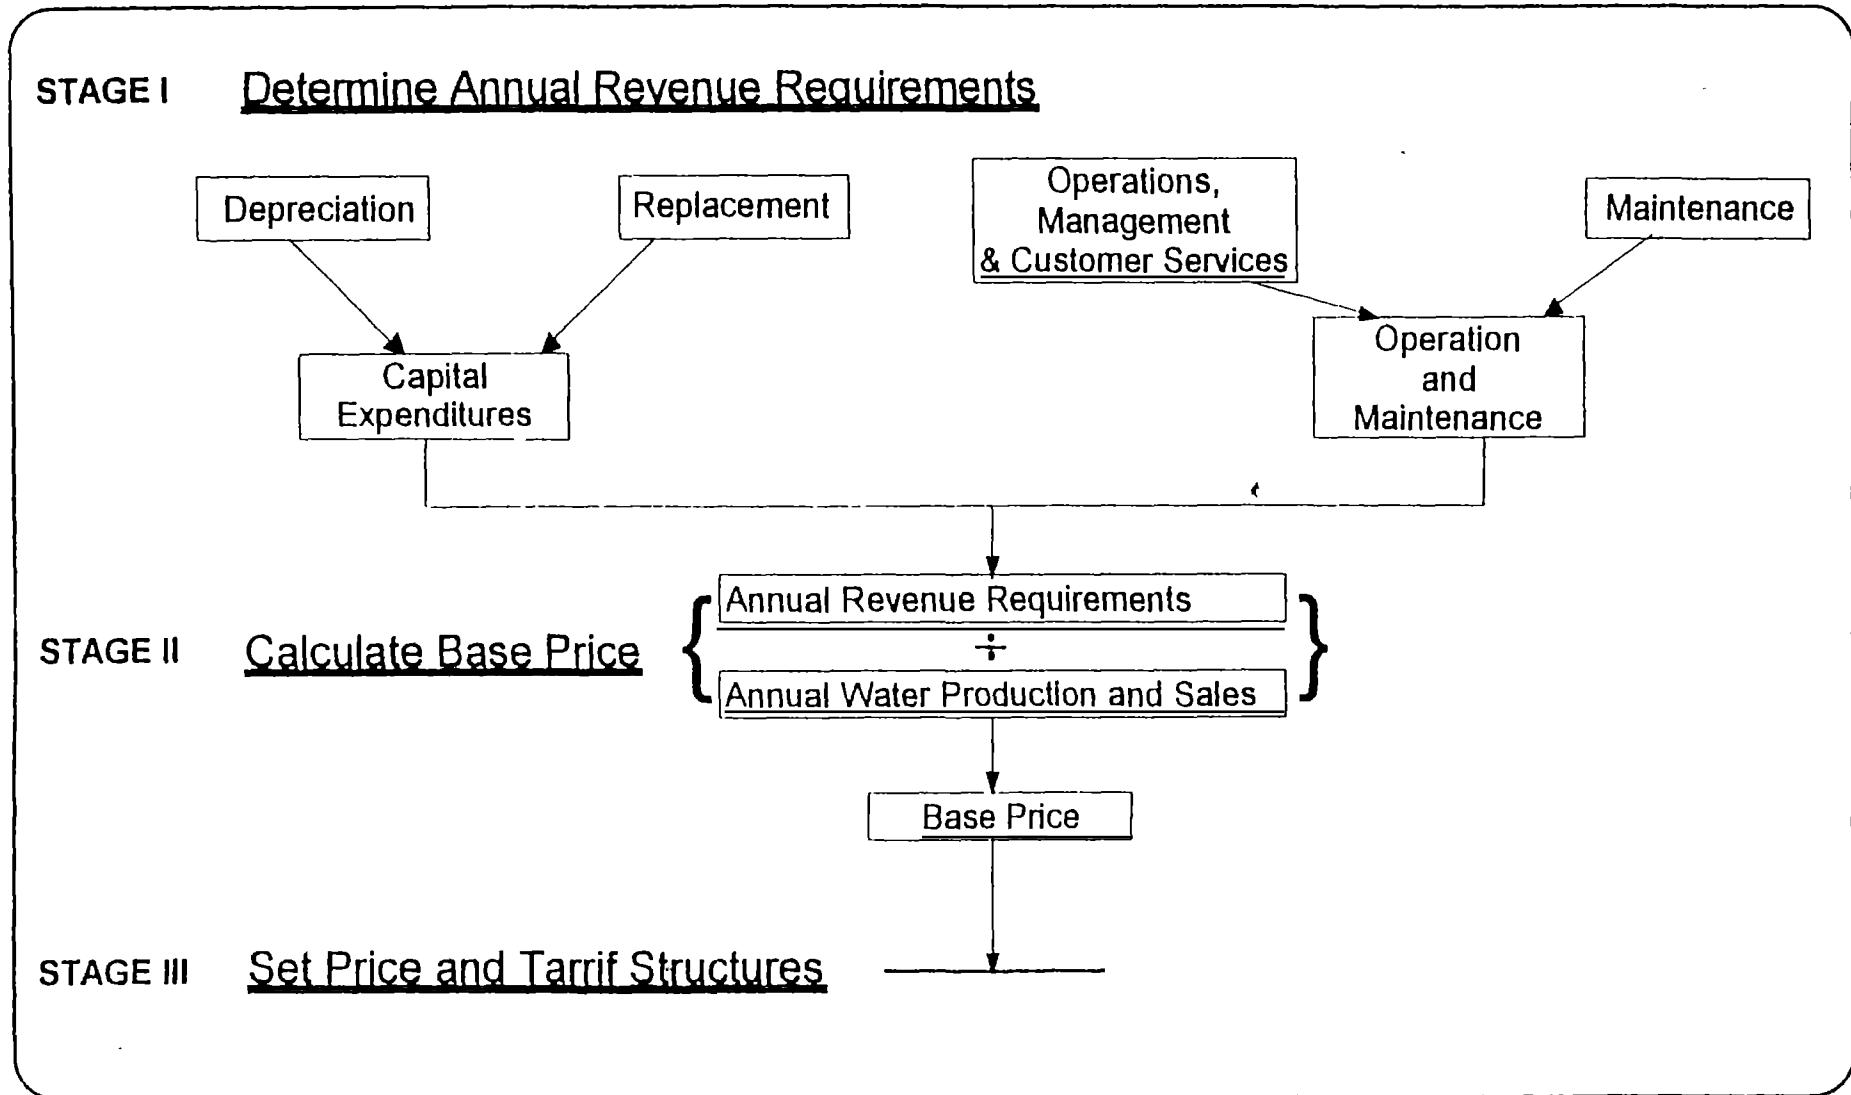 STAGE I Determine Annual Revenue Requirements
Depreciation
Replacement
Operations,
Management
& Customer Services
Maintenance
Capital
Expenditures
Operation
and
Maintenance
Annual Revenue Requirements
÷
STAGE II Calculate Base Price { }
Annual Water Production and Sales
Base Price
STAGE III Set Price and Tarrif Structures